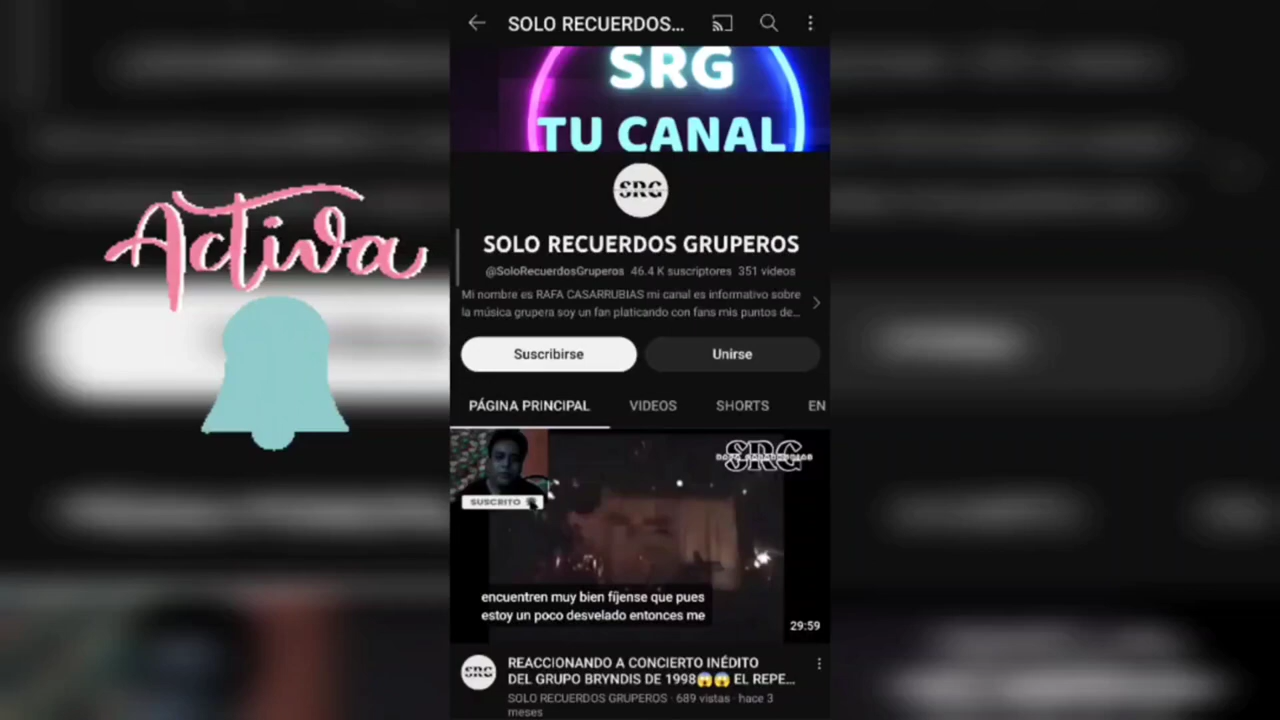 SOLO RECUERDOS...
SRG
TU CANAL
Activa
SRG
SOLO RECUERDOS GRUPEROS
@SoloRecuerdosGruperos 46.4 K suscriptores 351 videos
Mi nombre es RAFA CASARRUBIAS mi canal es informativo sobre
la música grupera soy un fan platicando con fans mis puntos de...
Suscribirse
Unirse
PÁGINA PRINCIPAL
VIDEOS
SHORTS
EN
SRG
SUSCRITO
encuentren muy bien fíjense que pues
estoy un poco desvelado entonces me
29:59
SRG
REACCIONANDO A CONCIERTO INÉDITO
DEL GRUPO BRYNDIS DE 1998😱😱 EL REPE...
SOLO RECUERDOS GRUPEROS · 689 vistas · hace 3
meses